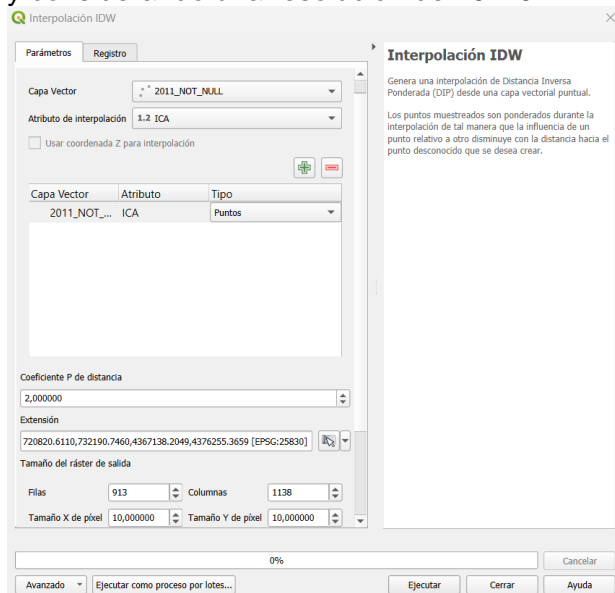 Interpolación IDW
Parámetros
Registro
Capa Vector
2011_NOT_NULL
Atributo de interpolación
1.2 ICA
Usar coordenada Z para interpolación
Capa Vector Atributo Tipo
2011_NOT_... ICA Puntos
Coeficiente P de distancia
2,000000
Extensión
720820.6110,732190.7460,4367138.2049,4376255.3659 [EPSG:25830]
Tamaño del ráster de salida
Filas 913 Columnas 1138
Tamaño X de píxel 10,000000 Tamaño Y de píxel 10,000000
Interpolación IDW
Genera una interpolación de Distancia Inversa
Ponderada (DIP) desde una capa vectorial puntual.
Los puntos muestreados son ponderados durante la
interpolación de tal manera que la influencia de un
punto relativo a otro disminuye con la distancia hacia el
punto desconocido que se desea crear.
0%
Cancelar
Avanzado
Ejecutar como proceso por lotes...
Ejecutar
Cerrar
Ayuda